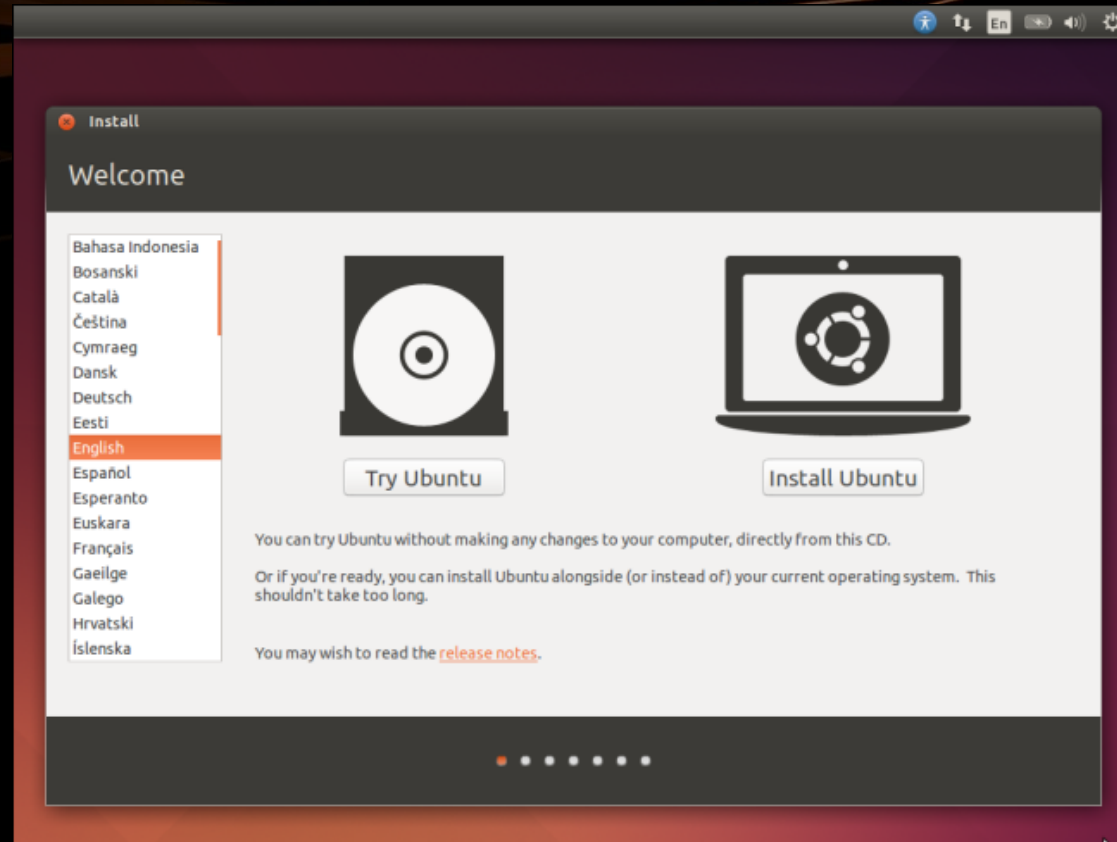 En
Install
Welcome
Bahasa Indonesia
Bosanski
Català
Čeština
Cymraeg
Dansk
Deutsch
Eesti
English
Español
Esperanto
Euskara
Français
Gaeilge
Galego
Hrvatski
Íslenska
Try Ubuntu
Install Ubuntu
You can try Ubuntu without making any changes to your computer, directly from this CD.
Or if you're ready, you can install Ubuntu alongside (or instead of) your current operating system. This
shouldn't take too long.
You may wish to read the release notes.